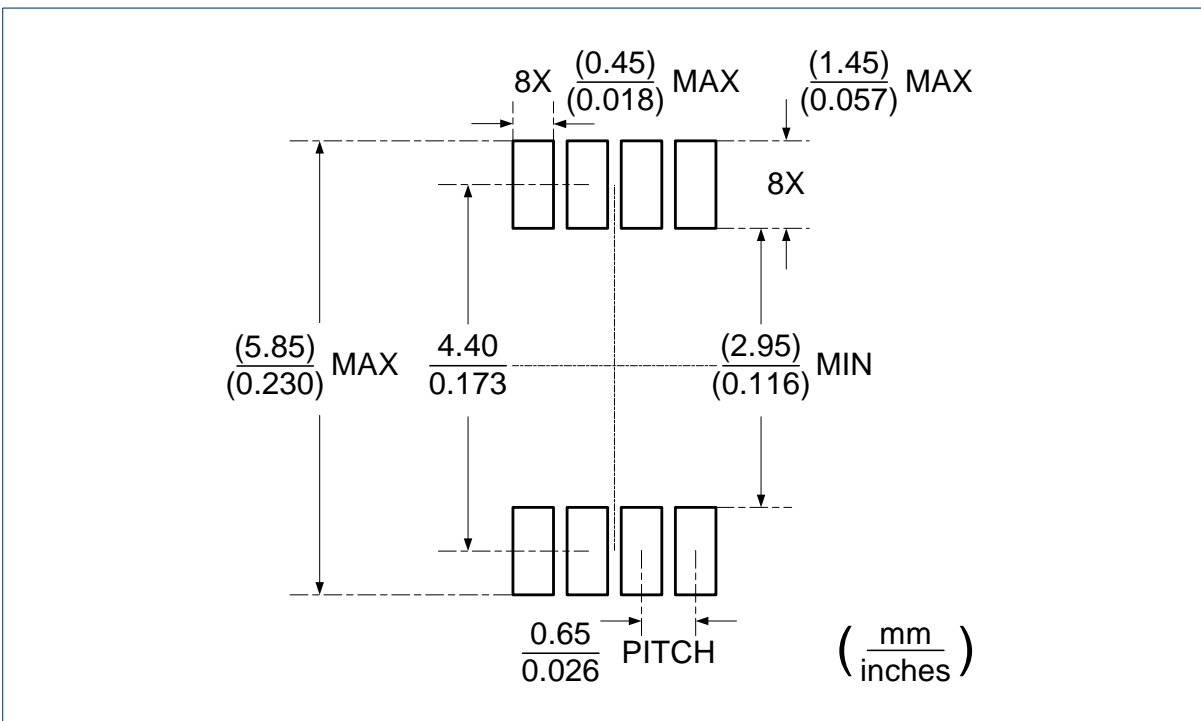 8X (0.45) MAX
(0.018)
(1.45) MAX
(0.057)
8X
(5.85) MAX
(0.230)
4.40
0.173
(2.95) MIN
(0.116)
0.65 PITCH
0.026
( mm )
inches